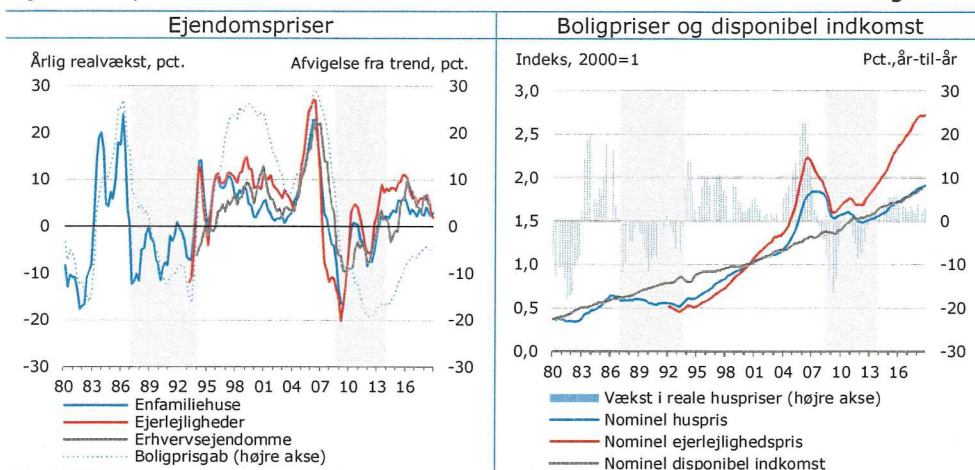 Ejendomspriser
Årlig realvækst, pct. Afvigelse fra trend, pct.
30 30
20 20
10 10
0 0
-10 -10
-20 -20
-30 -30
80 83 86 89 92 95 98 01 04 07 10 13 16
Enfamiliehuse
Ejerlejligheder
Erhvervsejendomme
Boligprisgab (højre akse)
Boligpriser og disponibel indkomst
Indeks, 2000=1 Pct.,år-til-år
3,0 30
2,5 20
2,0 10
1,5 0
1,0 -10
0,5 -20
0,0 -30
80 83 86 89 92 95 98 01 04 07 10 13 16
Vækst i reale huspriser (højre akse)
Nominel huspris
Nominel ejerlejlighedspris
Nominel disponibel indkomst